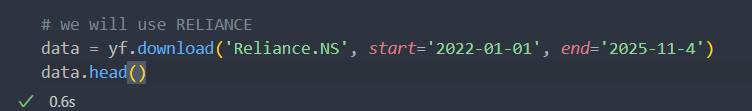 # we will use RELIANCE
data = yf.download('Reliance.NS', start='2022-01-01', end='2025-11-4')
data.head()
✓ 0.6s